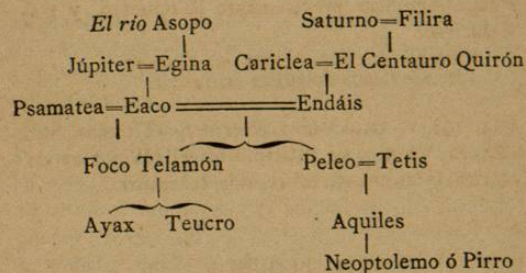 El río Asopo Saturno=Filira
Júpiter=Egina Cariclea=El Centauro Quirón
Psamatea=Eaco=Endáis
Foco Telamón Peleo=Tetis
Ayax Teucro Aquiles
Neoptolemo ó Pirro